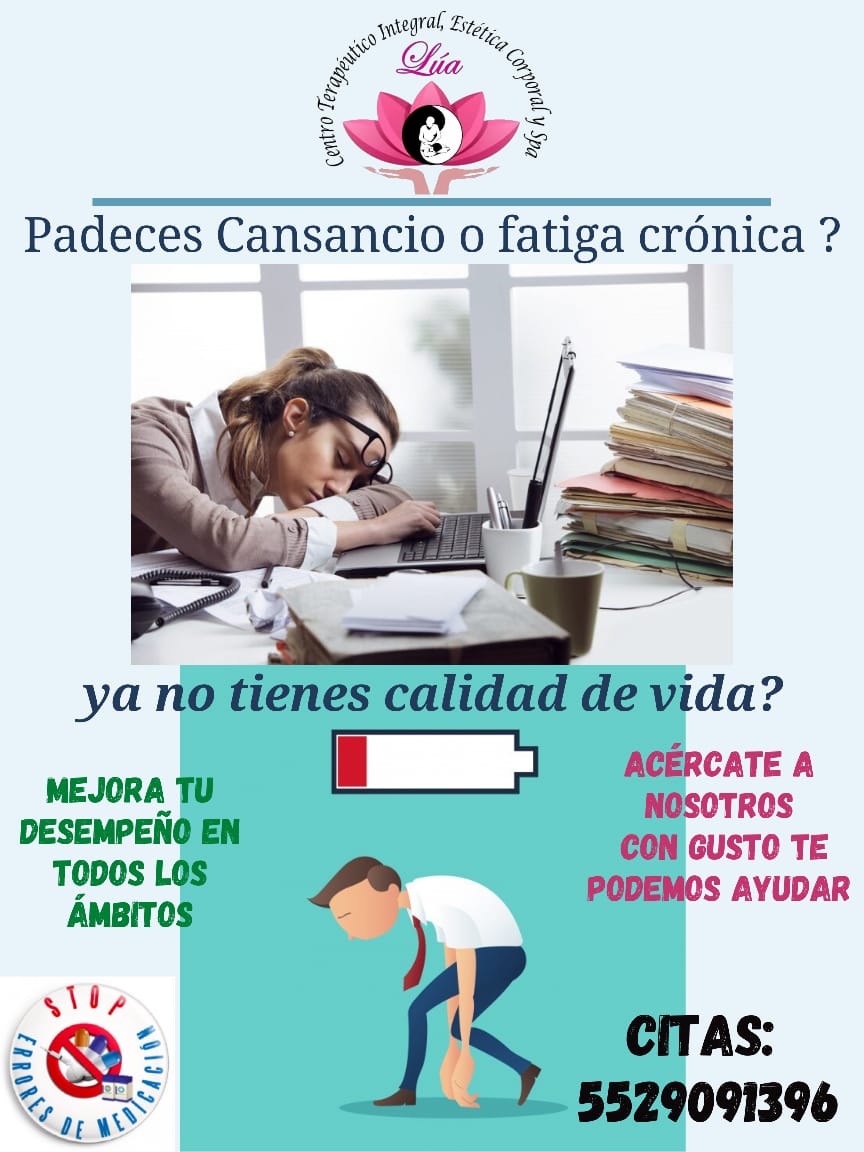 Centro Terapéutico Integral, Estética Corporal y Spa
Lúa
Padeces Cansancio o fatiga crónica ?
ya no tienes calidad de vida?
MEJORA TU
DESEMPEÑO EN
TODOS LOS
ÁMBITOS
ACÉRCATE A
NOSOTROS
CON GUSTO TE
PODEMOS AYUDAR
STOP
ERRORES DE MEDICACIÓN
CITAS:
5529091396